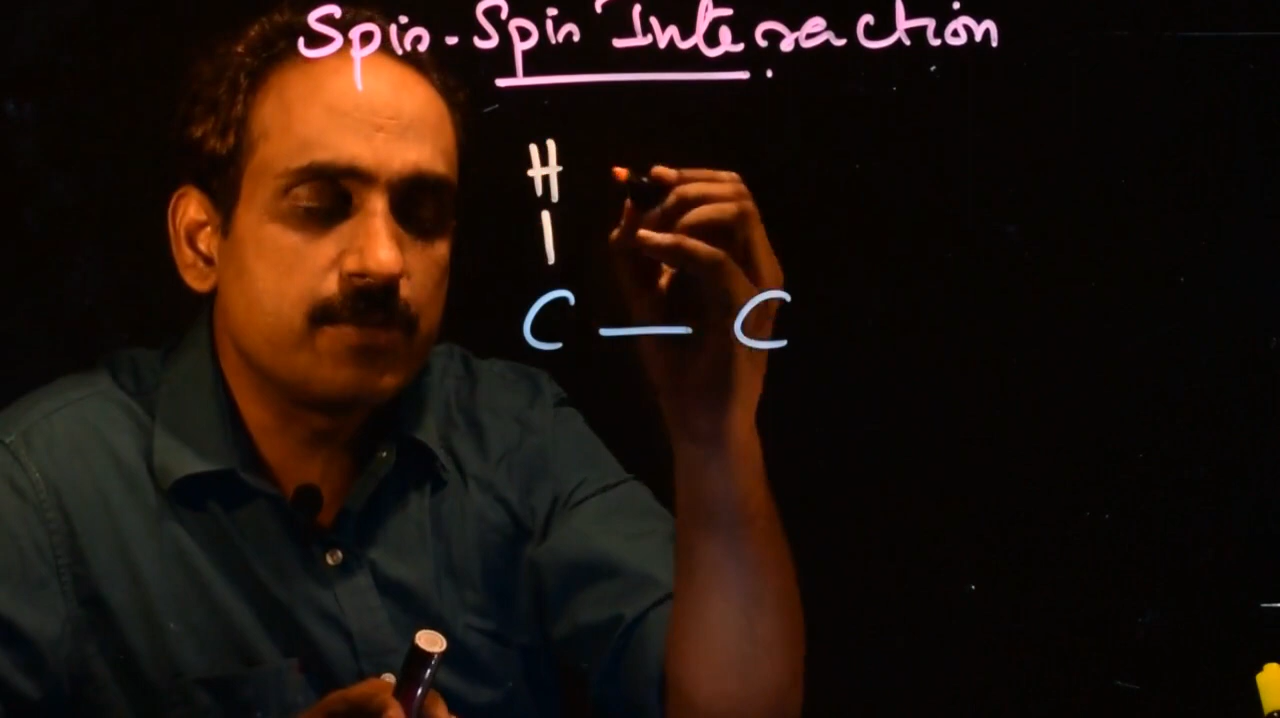 Spin-Spin Interaction
H
|
C — C